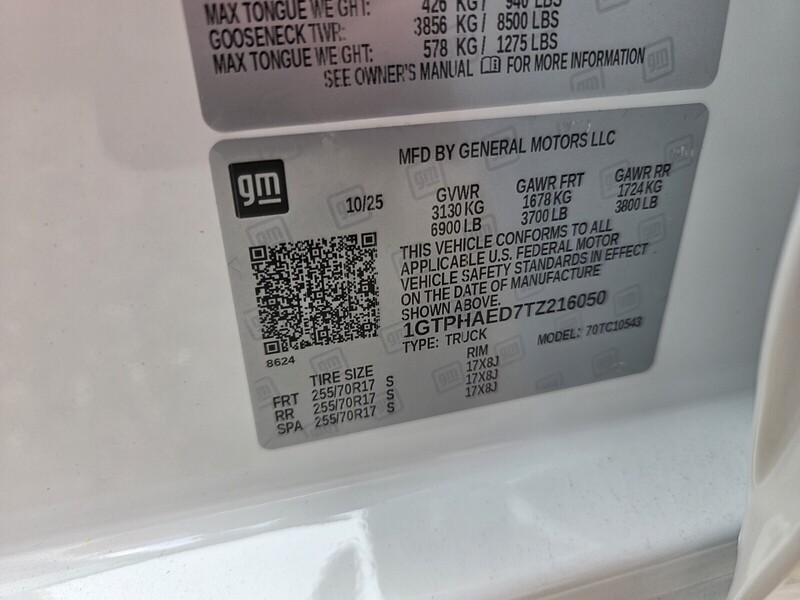 MAX TONGUE WEIGHT: 426 KG/ 940 LBS
GOOSENECK TWR: 3856 KG/ 8500 LBS
MAX TONGUE WEIGHT: 578 KG/ 1275 LBS
SEE OWNER'S MANUAL FOR MORE INFORMATION
gm
MFD BY GENERAL MOTORS LLC
10/25
GVWR GAWR FRT GAWR RR
3130 KG 1678 KG 1724 KG
6900 LB 3700 LB 3800 LB
THIS VEHICLE CONFORMS TO ALL
APPLICABLE U.S. FEDERAL MOTOR
VEHICLE SAFETY STANDARDS IN EFFECT
ON THE DATE OF MANUFACTURE
SHOWN ABOVE.
1GTPHAED7TZ216050
TYPE: TRUCK MODEL: 70TC10543
8624
TIRE SIZE RIM
FRT 255/70R17 S 17X8J
RR 255/70R17 S 17X8J
SPA 255/70R17 S 17X8J